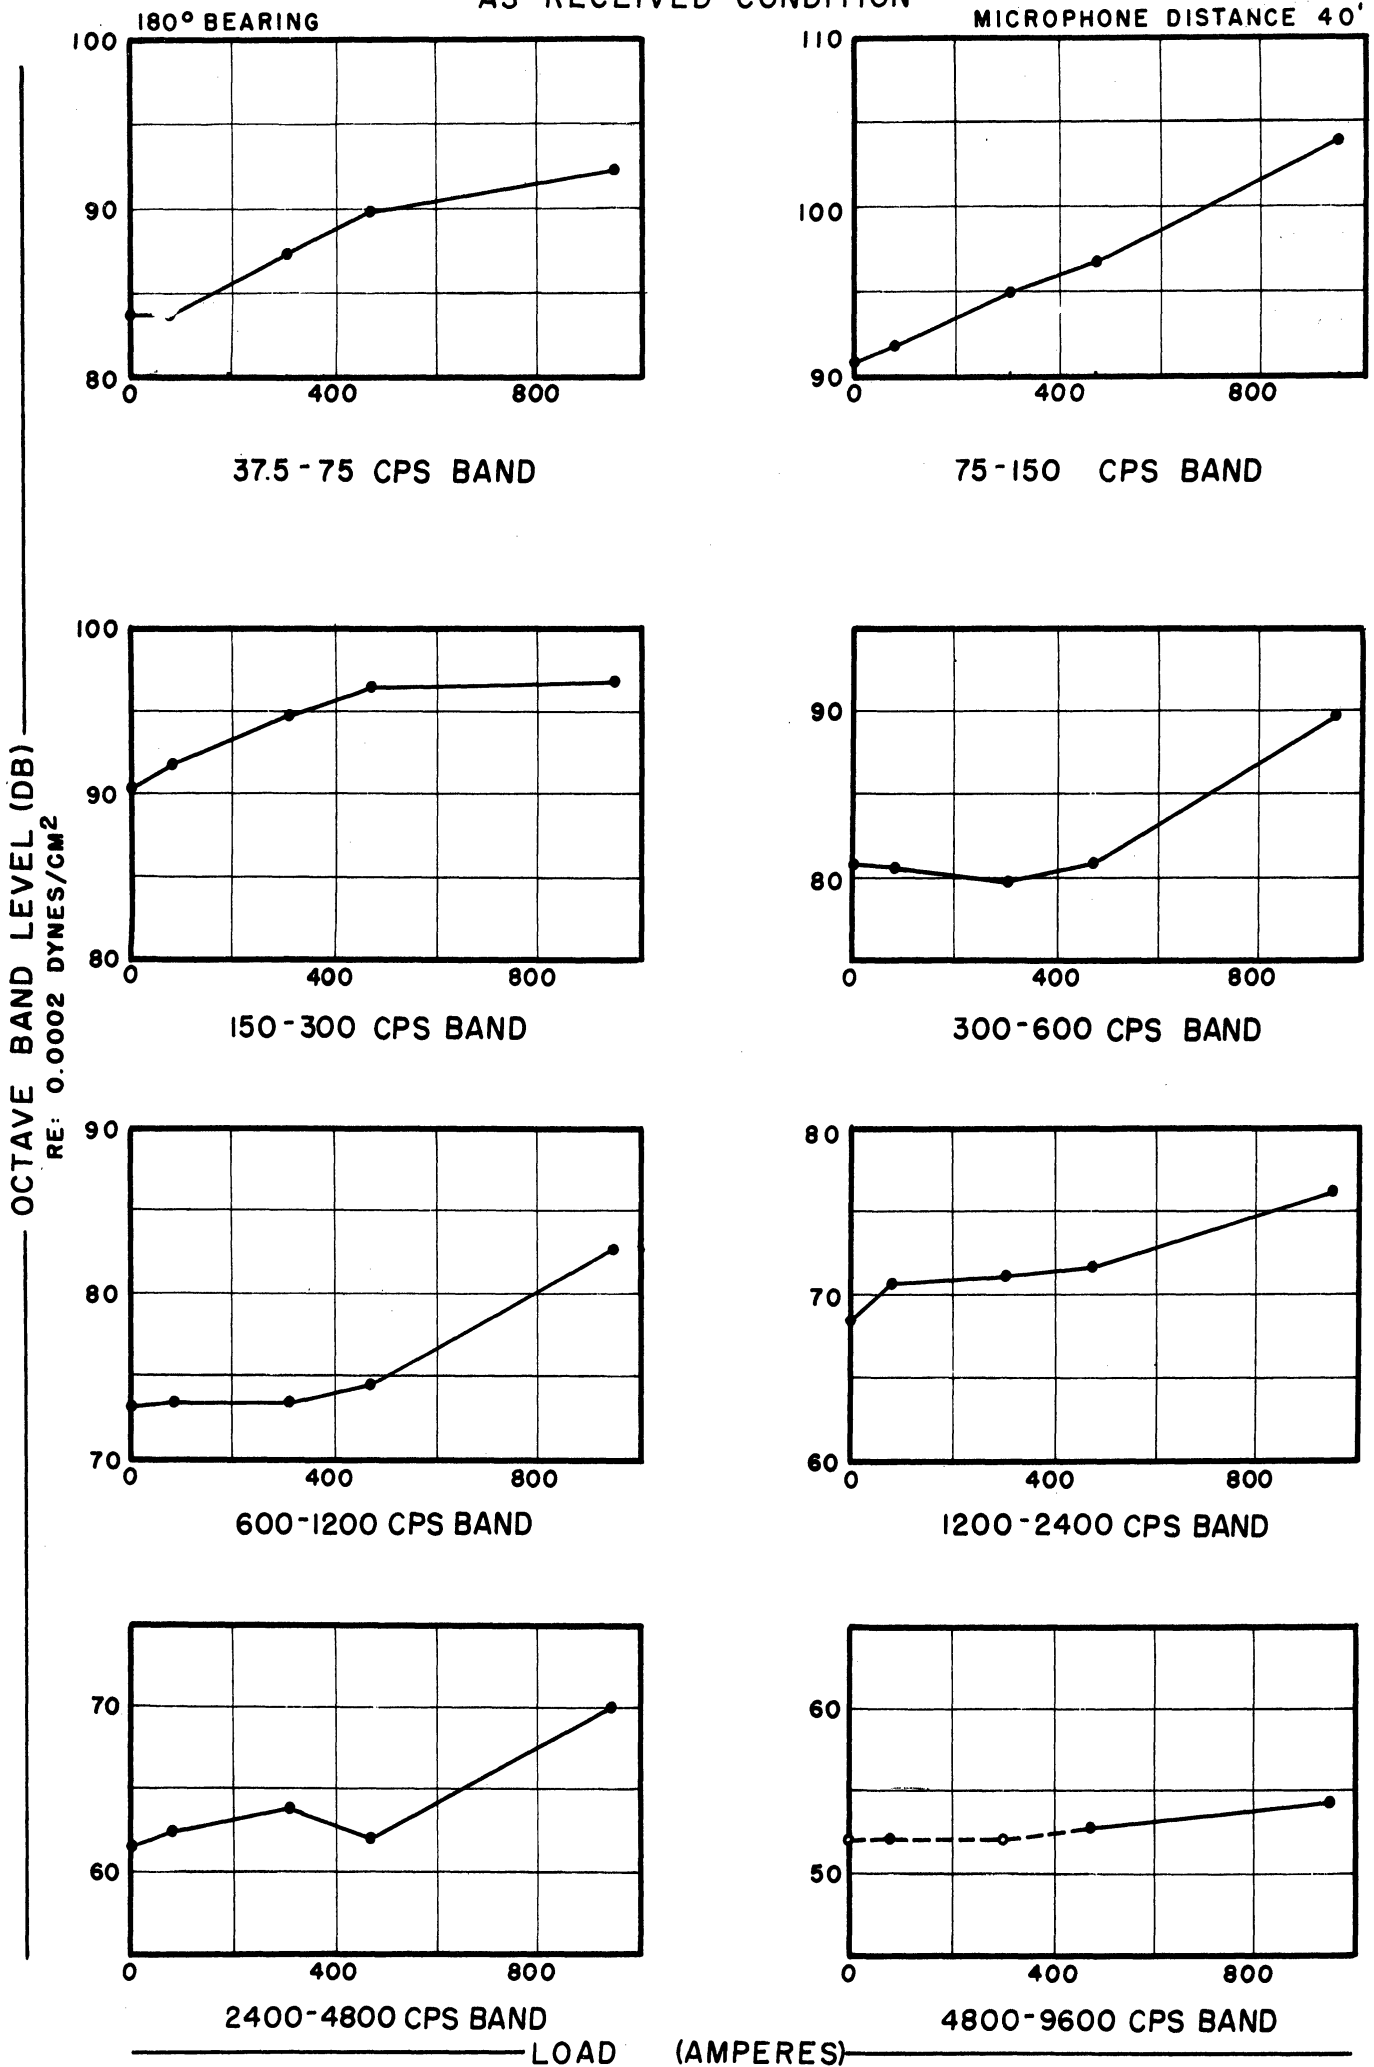 AS RECEIVED CONDITION
180° BEARING
MICROPHONE DISTANCE 40'
100
90
80
0 400 800
37.5-75 CPS BAND
110
100
90
0 400 800
75-150 CPS BAND
100
90
80
0 400 800
150-300 CPS BAND
90
80
0 400 800
300-600 CPS BAND
90
80
70
0 400 800
600-1200 CPS BAND
80
70
60
0 400 800
1200-2400 CPS BAND
70
60
0 400 800
2400-4800 CPS BAND
60
50
0 400 800
4800-9600 CPS BAND
OCTAVE BAND LEVEL (DB)
RE: 0.0002 DYNES/CM²
LOAD (AMPERES)